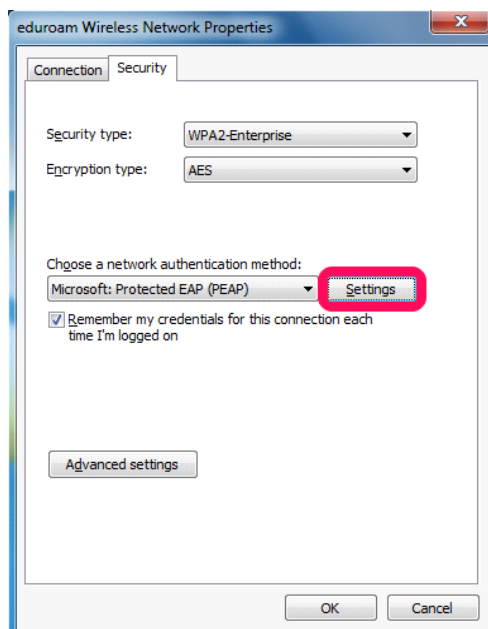 eduroam Wireless Network Properties
Connection
Security
Security type:
WPA2-Enterprise
Encryption type:
AES
Choose a network authentication method:
Microsoft: Protected EAP (PEAP)
Settings
Remember my credentials for this connection each
time I'm logged on
Advanced settings
OK
Cancel